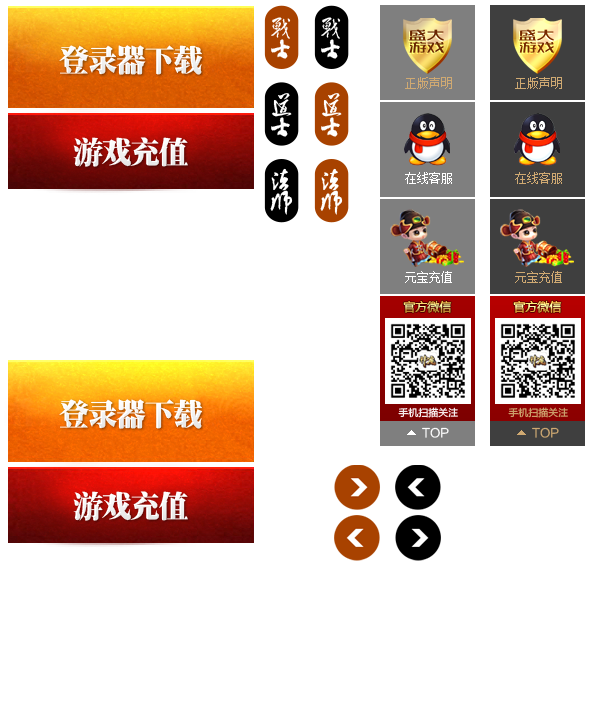 登录器下载
游戏充值
战士
戰士
道士
道士
法师
法师
盛大
游戏
正版声明
在线客服
元宝充值
官方微信
手机扫描关注
TOP
盛大
游戏
正版声明
在线客服
元宝充值
官方微信
手机扫描关注
TOP
登录器下载
游戏充值